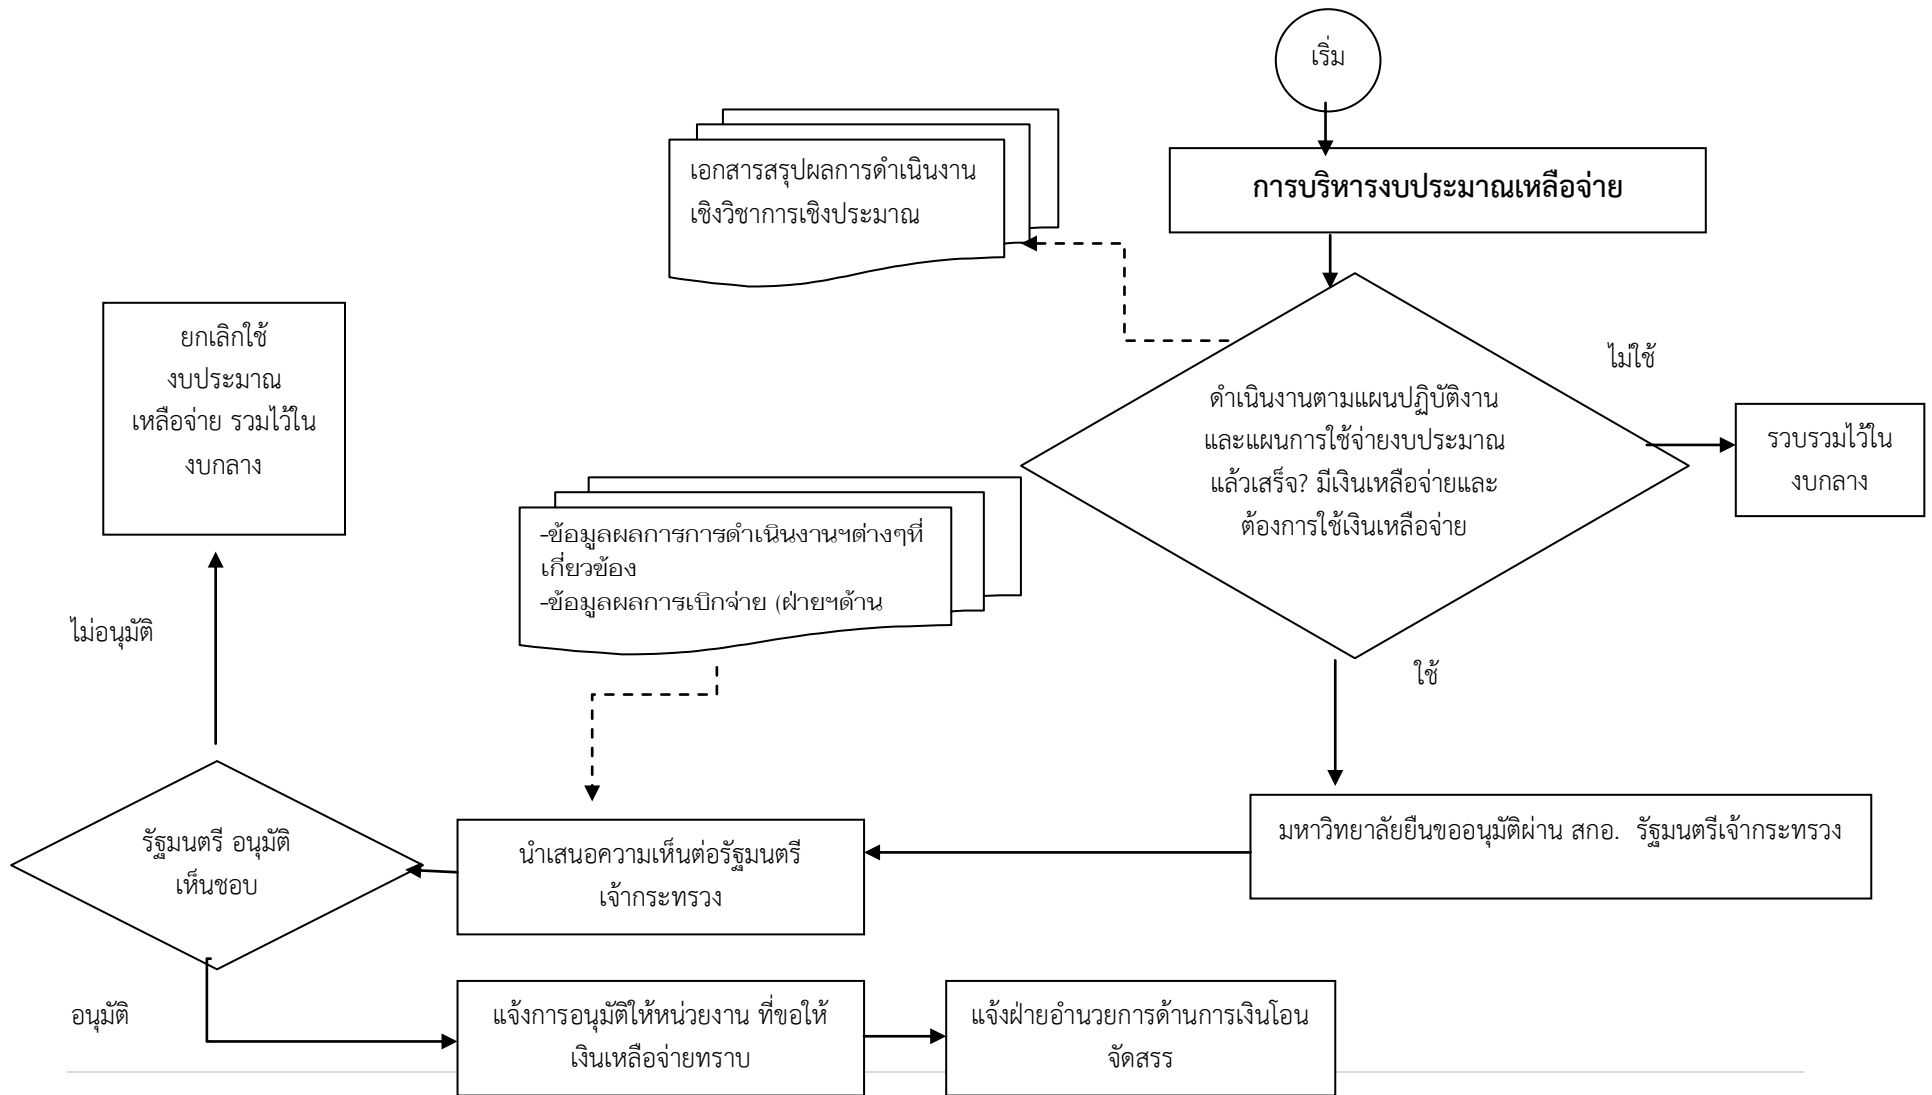 เริ่ม
การบริหารงบประมาณเหลือจ่าย
เอกสารสรุปผลการดำเนินงาน
เชิงวิชาการเชิงประมาณ
ดำเนินงานตามแผนปฏิบัติงาน
และแผนการใช้จ่ายงบประมาณ
แล้วเสร็จ? มีเงินเหลือจ่ายและ
ต้องการใช้เงินเหลือจ่าย
ไม่ใช้
รวบรวมไว้ใน
งบกลาง
ใช้
มหาวิทยาลัยยืนขออนุมัติผ่าน สกอ. รัฐมนตรีเจ้ากระทรวง
-ข้อมูลผลการการดำเนินงานฯต่างๆที่
เกี่ยวข้อง
-ข้อมูลผลการเบิกจ่าย (ฝ่ายฯด้าน
นำเสนอความเห็นต่อรัฐมนตรี
เจ้ากระทรวง
รัฐมนตรี อนุมัติ
เห็นชอบ
ไม่อนุมัติ
ยกเลิกใช้
งบประมาณ
เหลือจ่าย รวมไว้ใน
งบกลาง
อนุมัติ
แจ้งการอนุมัติให้หน่วยงาน ที่ขอให้
เงินเหลือจ่ายทราบ
แจ้งฝ่ายอำนวยการด้านการเงินโอน
จัดสรร